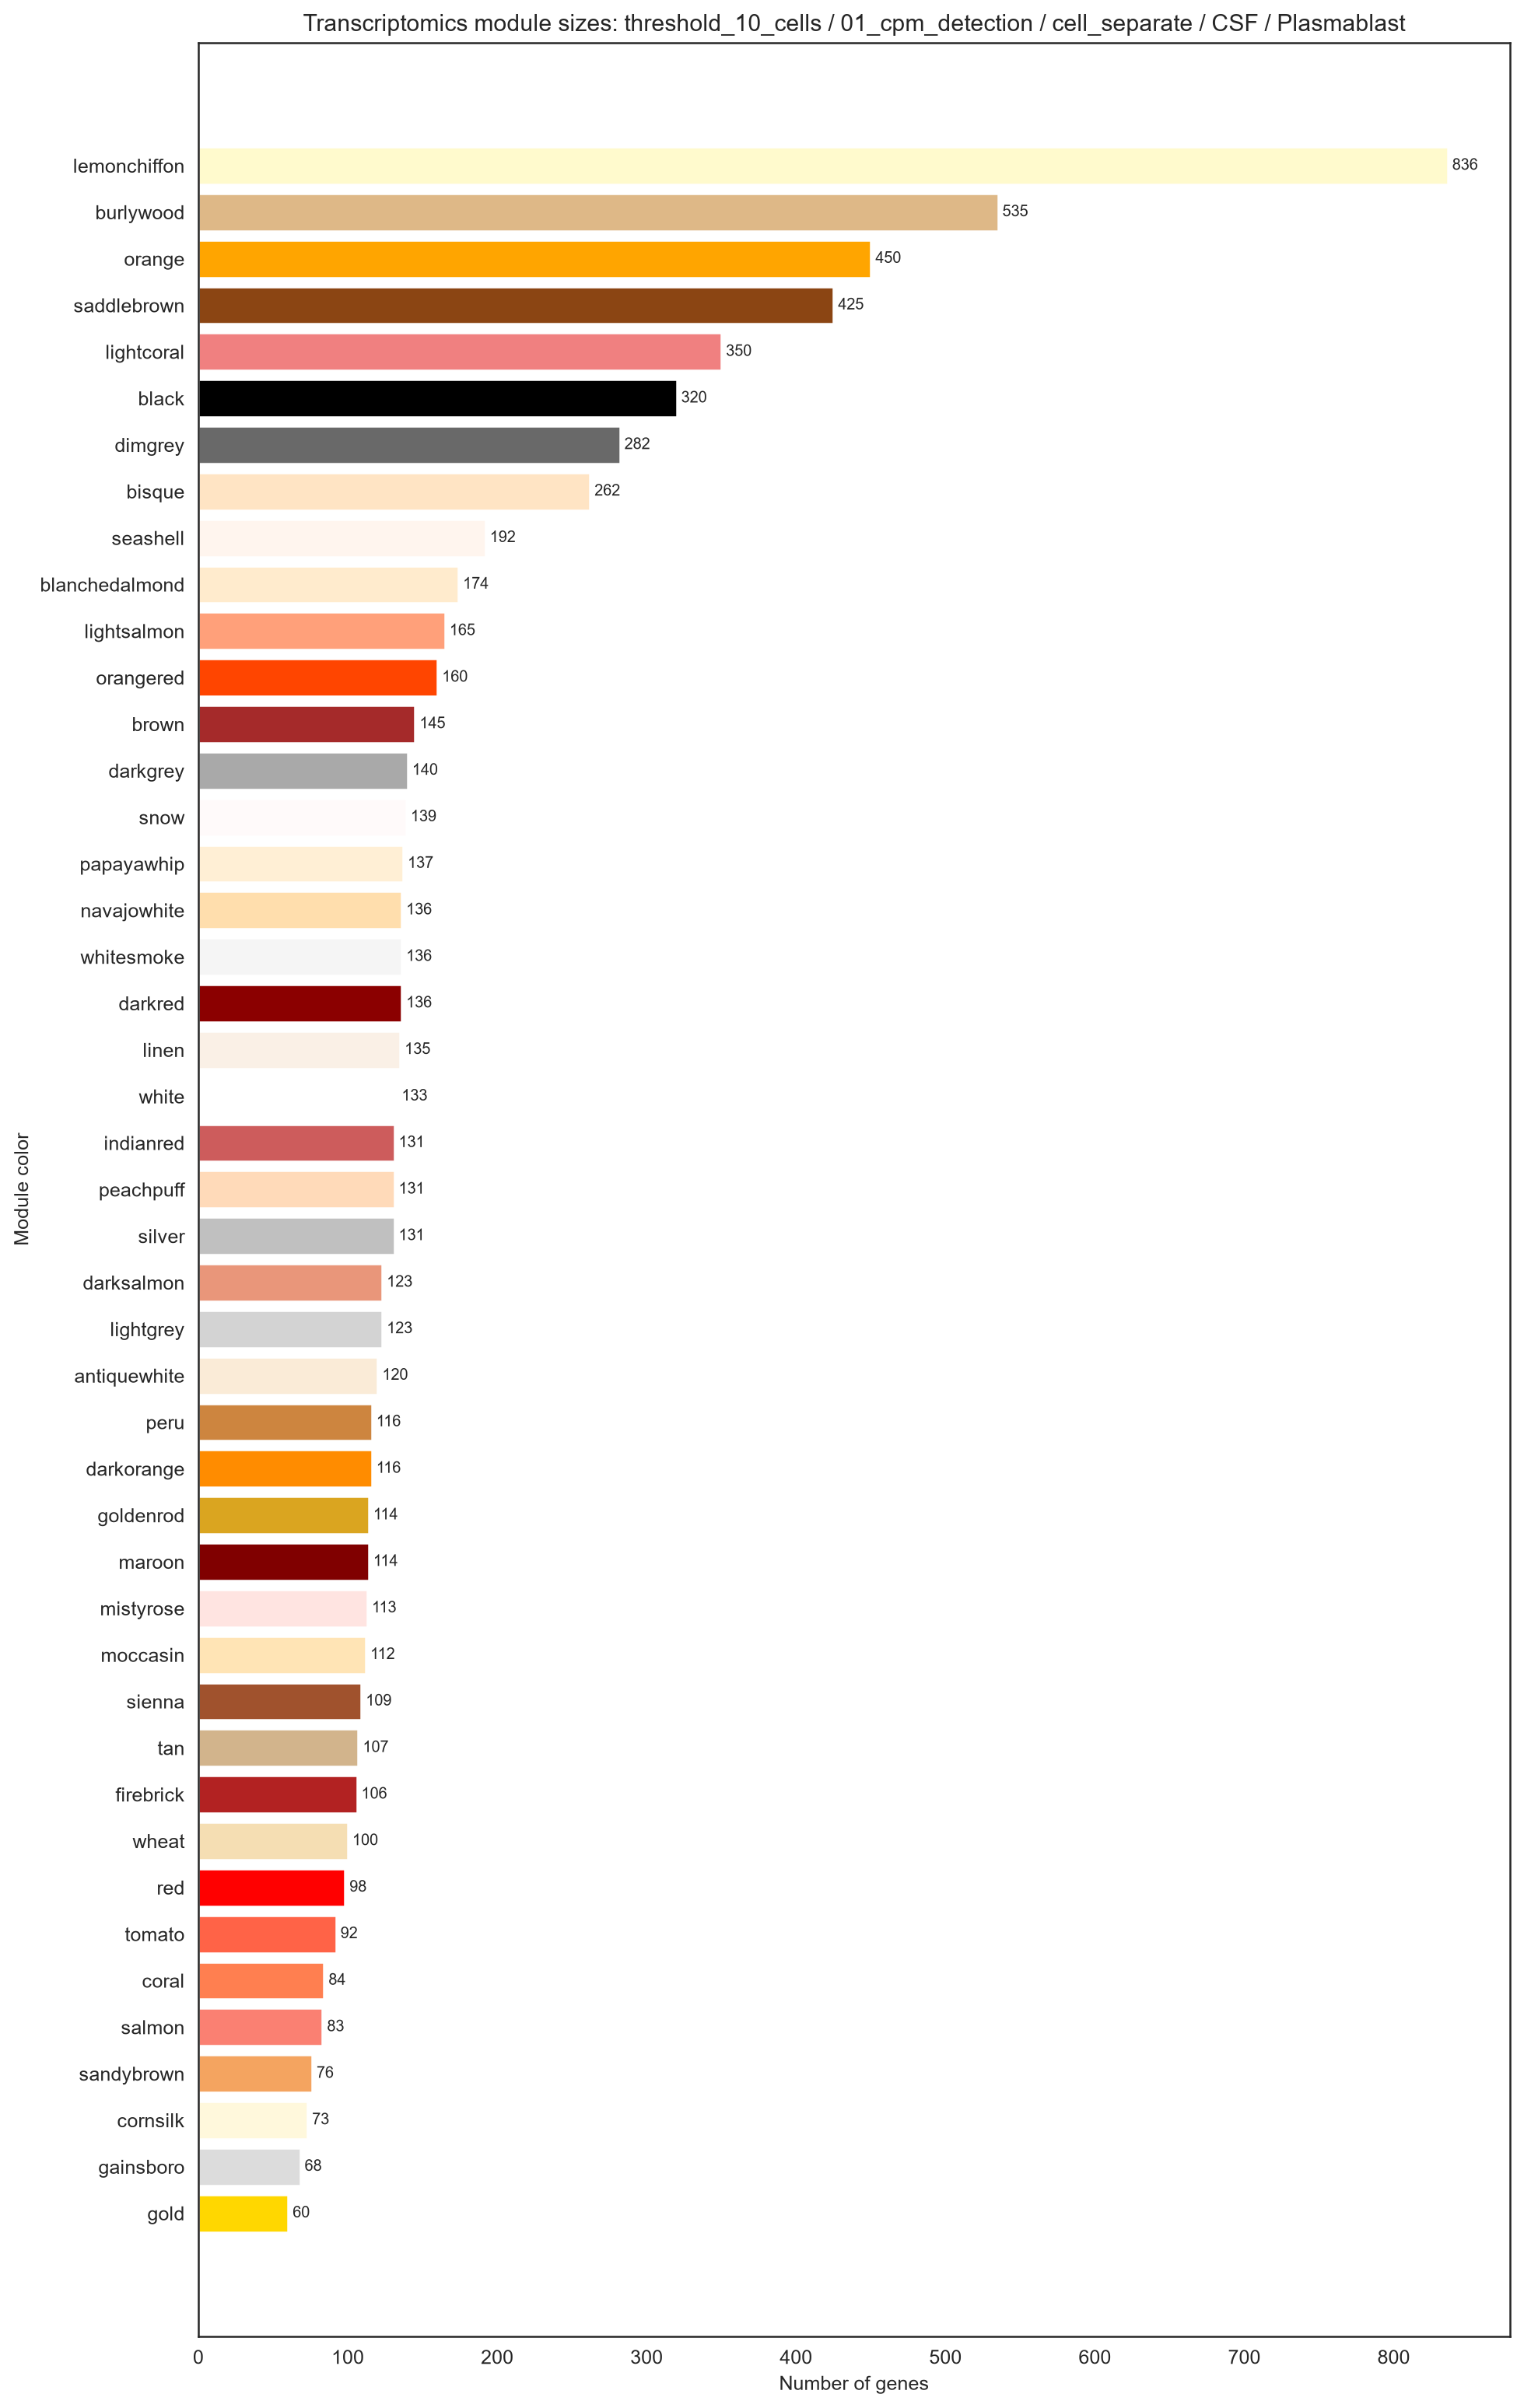 Transcriptomics module sizes: threshold_10_cells / 01_cpm_detection / cell_separate / CSF / Plasmablast
lemonchiffon 836
burlywood 535
orange 450
saddlebrown 425
lightcoral 350
black 320
dimgrey 282
bisque 262
seashell 192
blanchedalmond 174
lightsalmon 165
orangered 160
brown 145
darkgrey 140
snow 139
papayawhip 137
navajowhite 136
whitesmoke 136
darkred 136
linen 135
white 133
indianred 131
peachpuff 131
silver 131
darksalmon 123
lightgrey 123
antiquewhite 120
peru 116
darkorange 116
goldenrod 114
maroon 114
mistyrose 113
moccasin 112
sienna 109
tan 107
firebrick 106
wheat 100
red 98
tomato 92
coral 84
salmon 83
sandybrown 76
cornsilk 73
gainsboro 68
gold 60
Module color
0 100 200 300 400 500 600 700 800
Number of genes